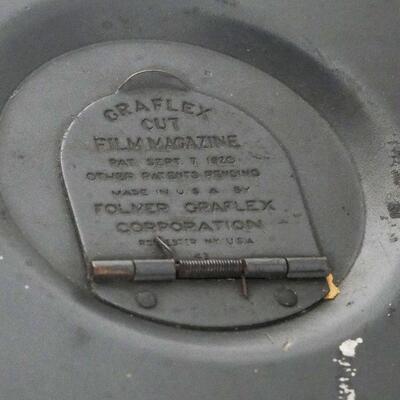 GRAFLEX
CUT
FILM MAGAZINE
PAT. SEPT. 7, 1920
OTHER PATENTS PENDING
MADE IN U.S.A. BY
FOLMER GRAFLEX
CORPORATION
ROCHESTER N.Y. U.S.A.